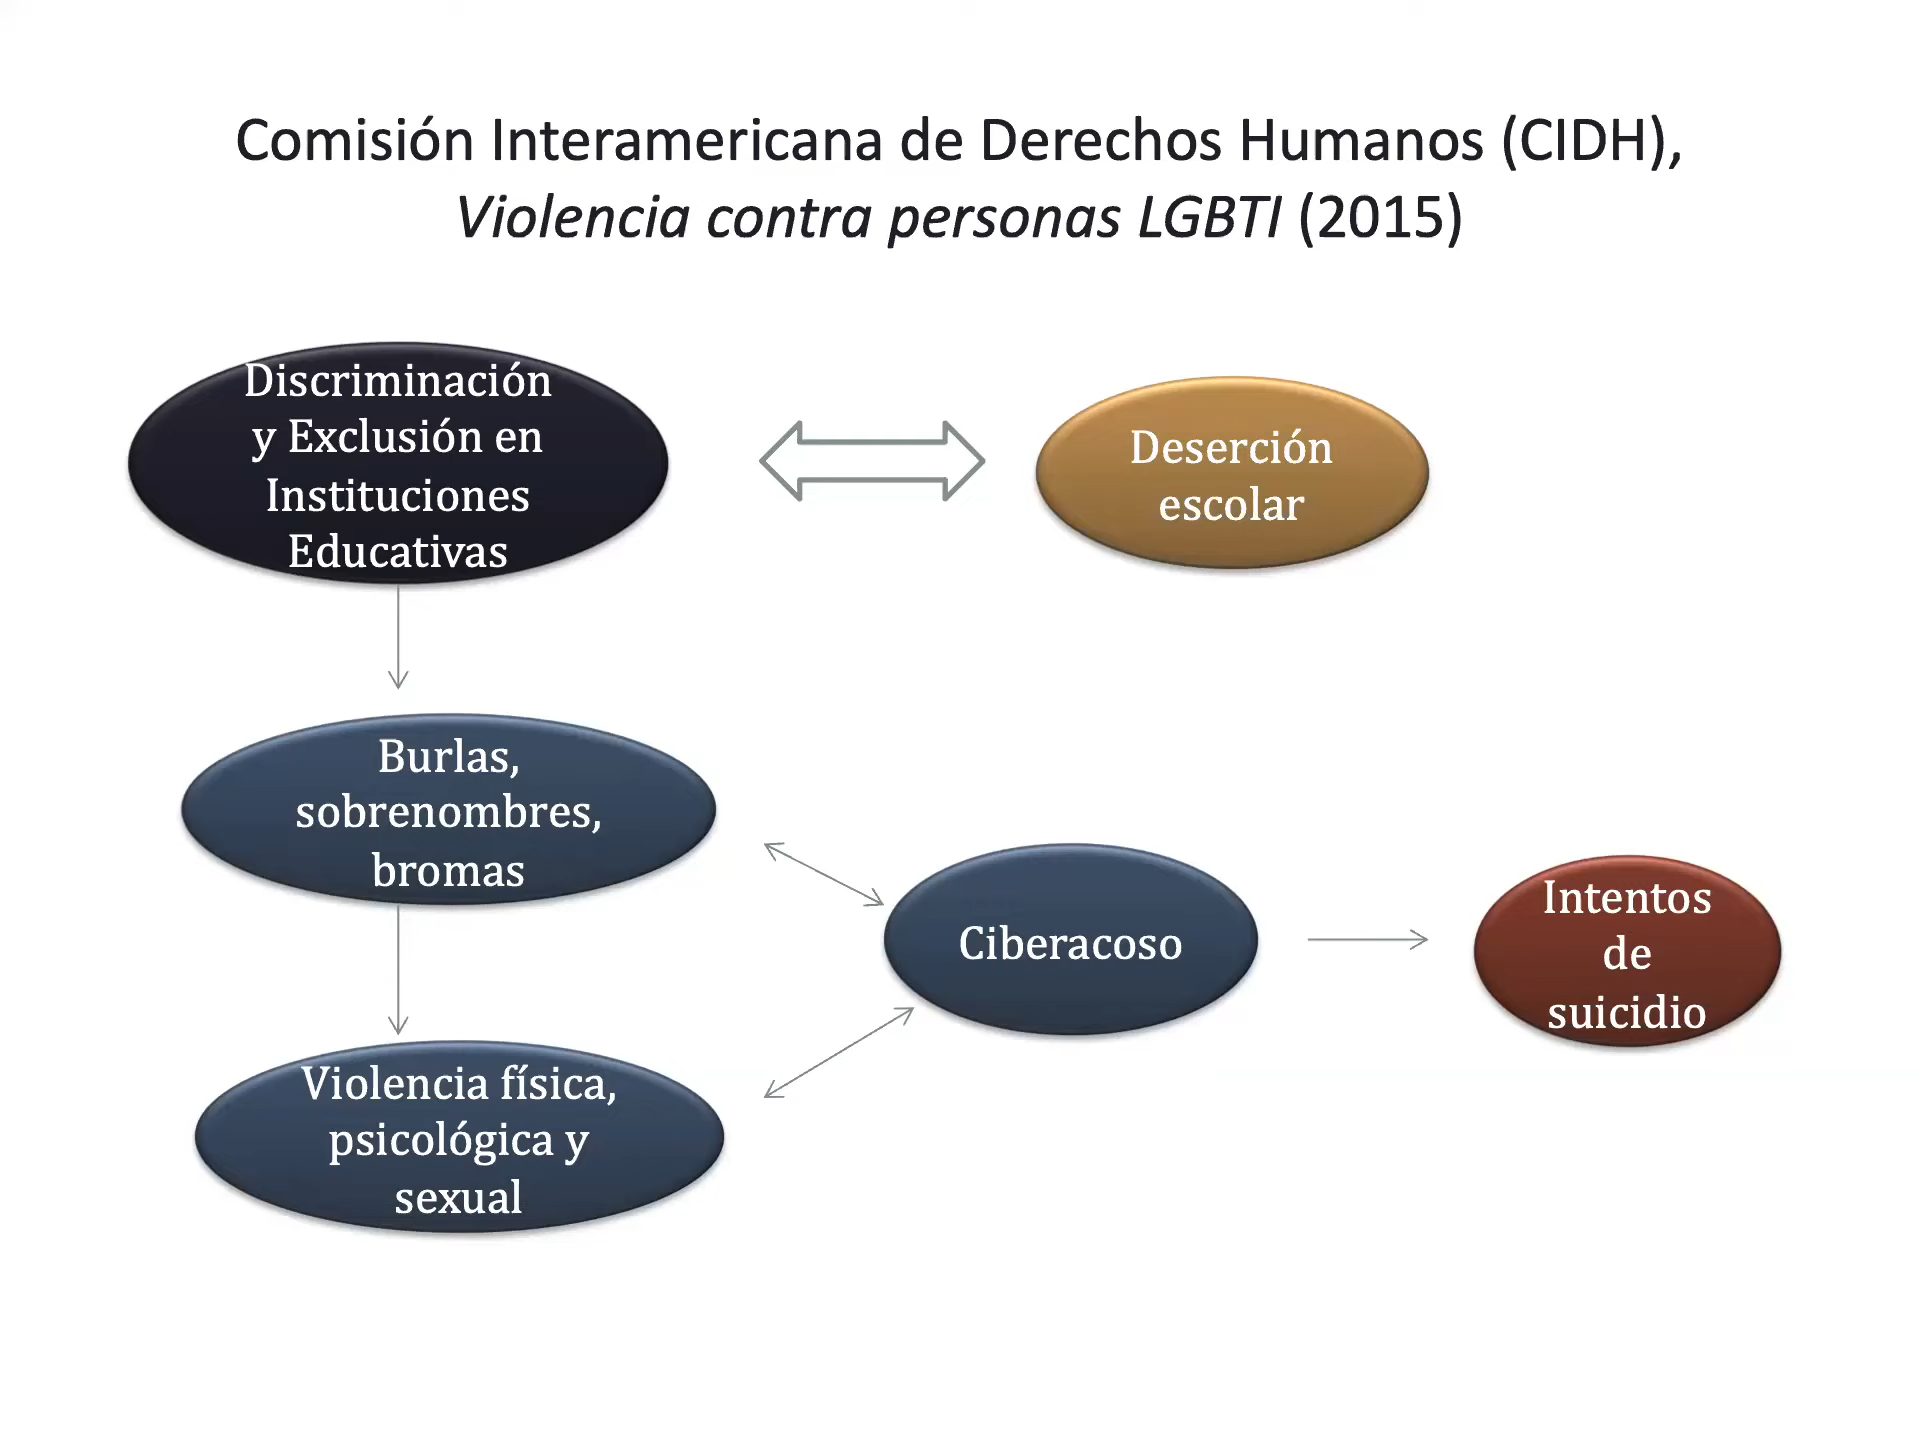 Comisión Interamericana de Derechos Humanos (CIDH),
Violencia contra personas LGBTI (2015)
Discriminación
y Exclusión en
Instituciones
Educativas
Deserción
escolar
Burlas,
sobrenombres,
bromas
Ciberacoso
Intentos
de
suicidio
Violencia física,
psicológica y
sexual